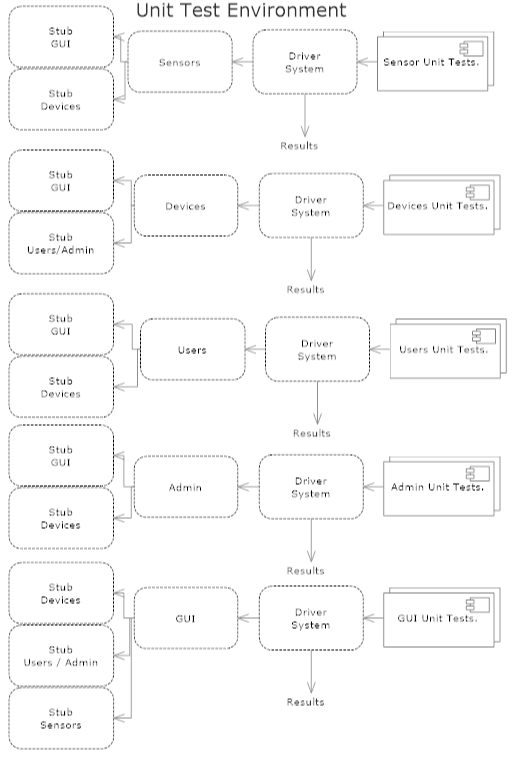 Unit Test Environment
Stub
GUI
Stub
Devices
Sensors
Driver
System
Sensor Unit Tests.
Results
Stub
GUI
Stub
Users/Admin
Devices
Driver
System
Devices Unit Tests.
Results
Stub
GUI
Stub
Devices
Users
Driver
System
Users Unit Tests.
Results
Stub
GUI
Stub
Devices
Admin
Driver
System
Admin Unit Tests.
Results
Stub
Devices
Stub
Users / Admin
Stub
Sensors
GUI
Driver
System
GUI Unit Tests.
Results